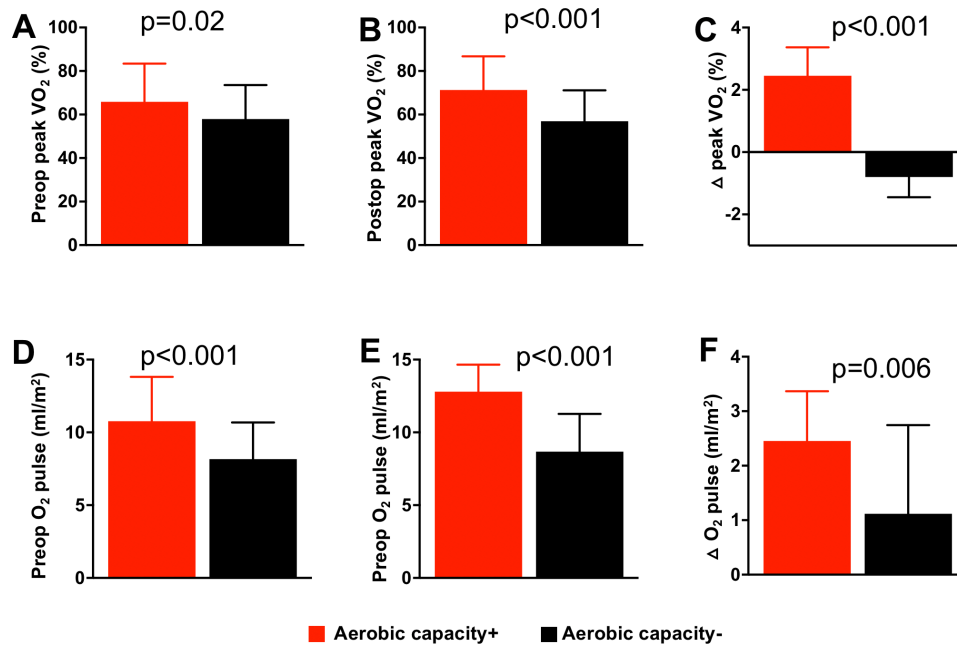 A
p=0.02
Preop peak VO₂ (%)
100
80
60
40
20
0
B
p<0.001
Postop peak VO₂ (%)
100
80
60
40
20
0
C
p<0.001
Δ peak VO₂ (%)
4
2
0
-2
D
p<0.001
Preop O₂ pulse (ml/m²)
15
10
5
0
E
p<0.001
Preop O₂ pulse (ml/m²)
15
10
5
0
F
p=0.006
Δ O₂ pulse (ml/m²)
4
3
2
1
0
Aerobic capacity+
Aerobic capacity-